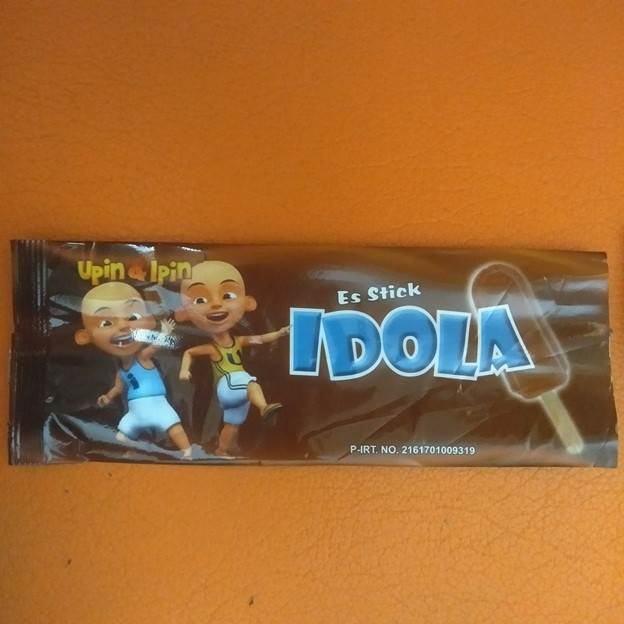 Upin & Ipin
Es Stick
IDOLA
P-IRT. NO. 2161701009319